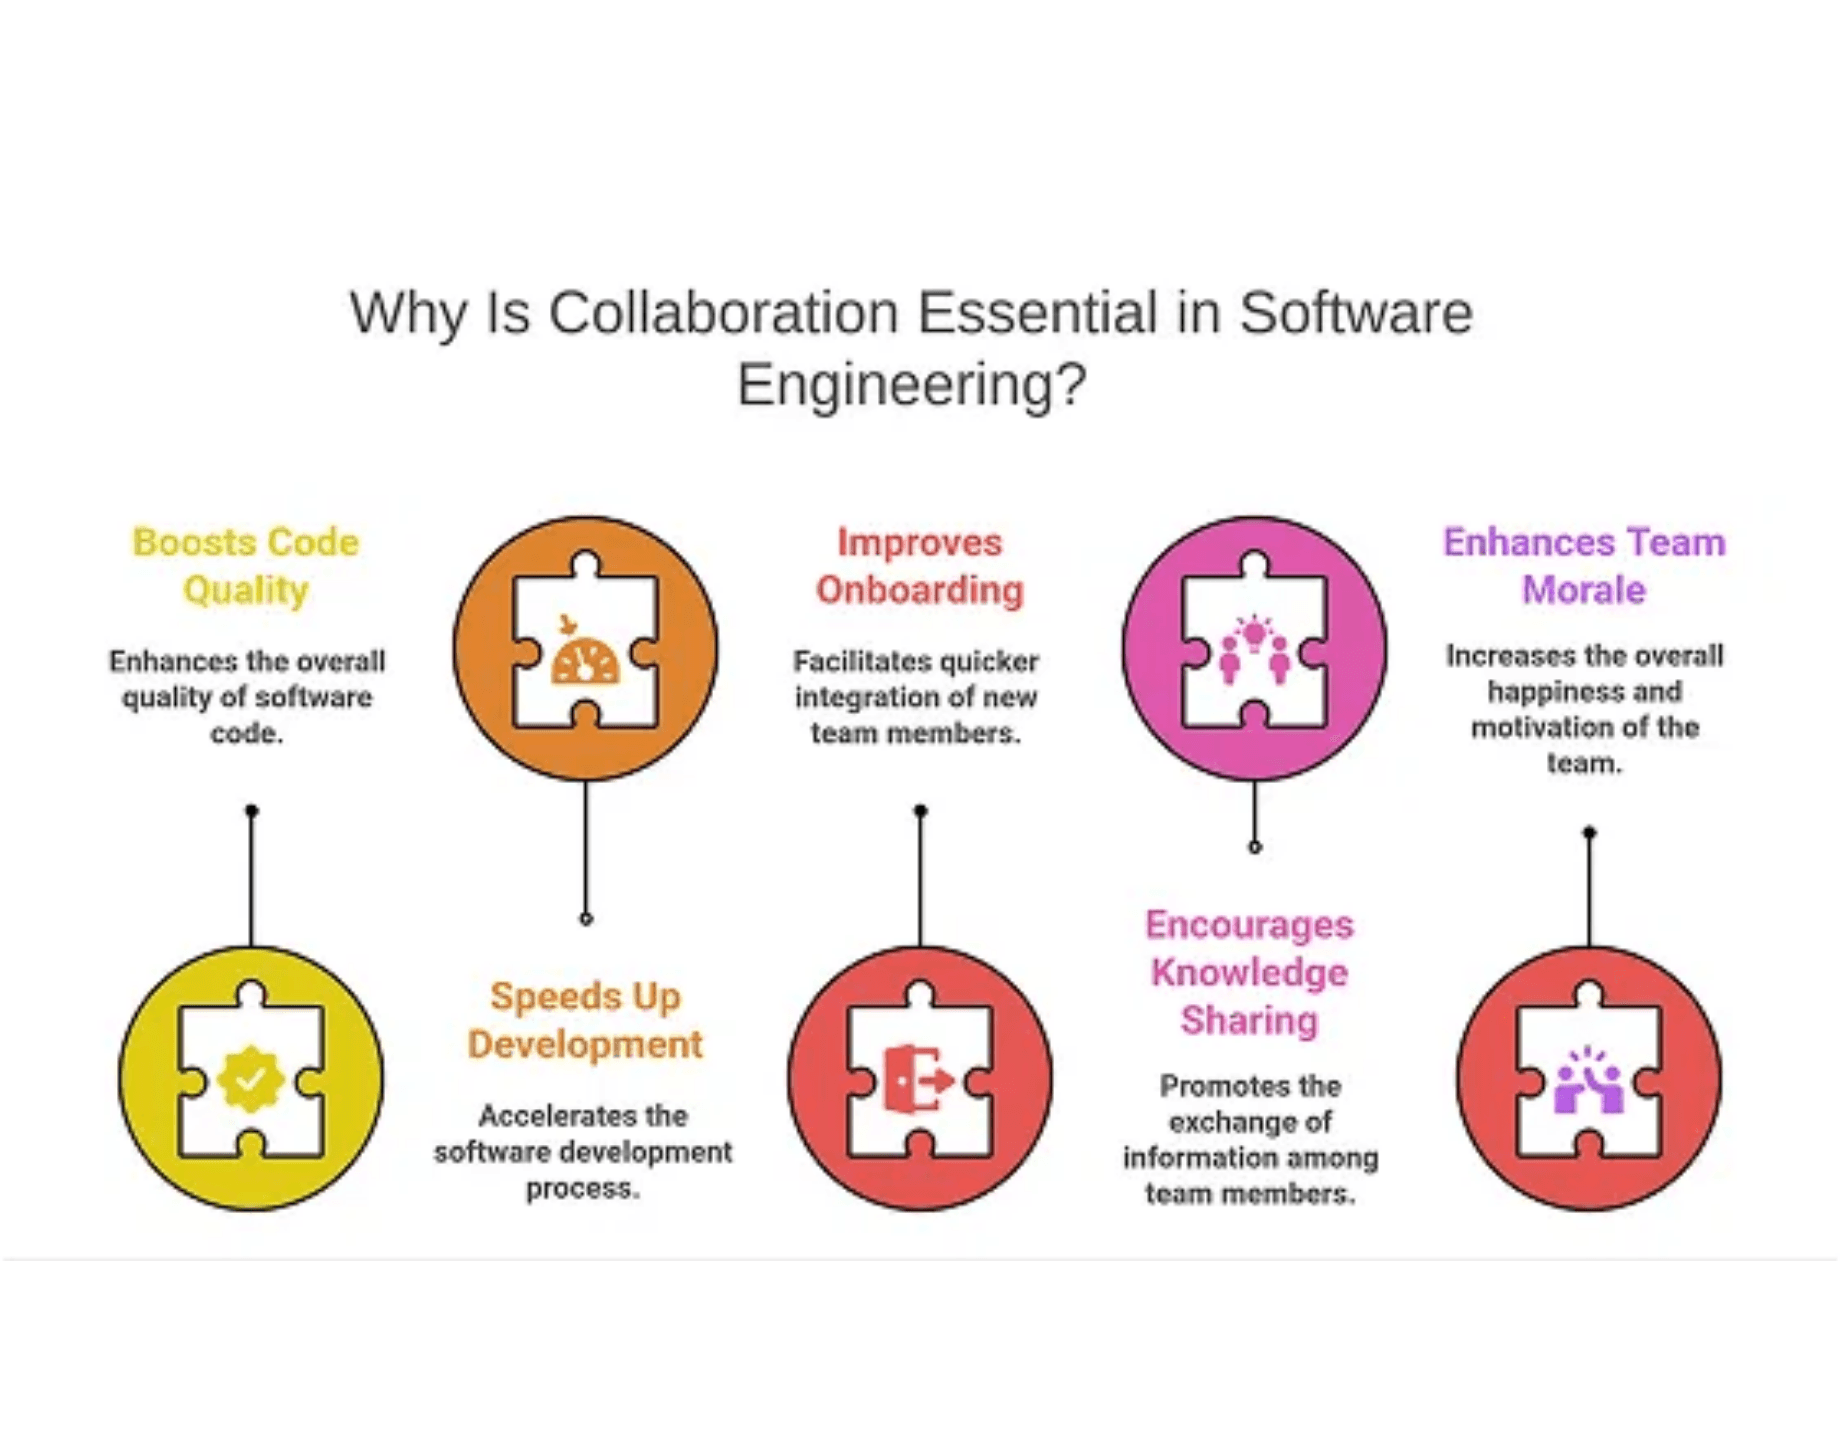 Why Is Collaboration Essential in Software
Engineering?
Boosts Code
Quality
Enhances the overall
quality of software
code.
Speeds Up
Development
Accelerates the
software development
process.
Improves
Onboarding
Facilitates quicker
integration of new
team members.
Encourages
Knowledge
Sharing
Promotes the
exchange of
information among
team members.
Enhances Team
Morale
Increases the overall
happiness and
motivation of the
team.